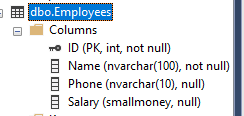 dbo.Employees
Columns
ID (PK, int, not null)
Name (nvarchar(100), not null)
Phone (nvarchar(10), null)
Salary (smallmoney, null)